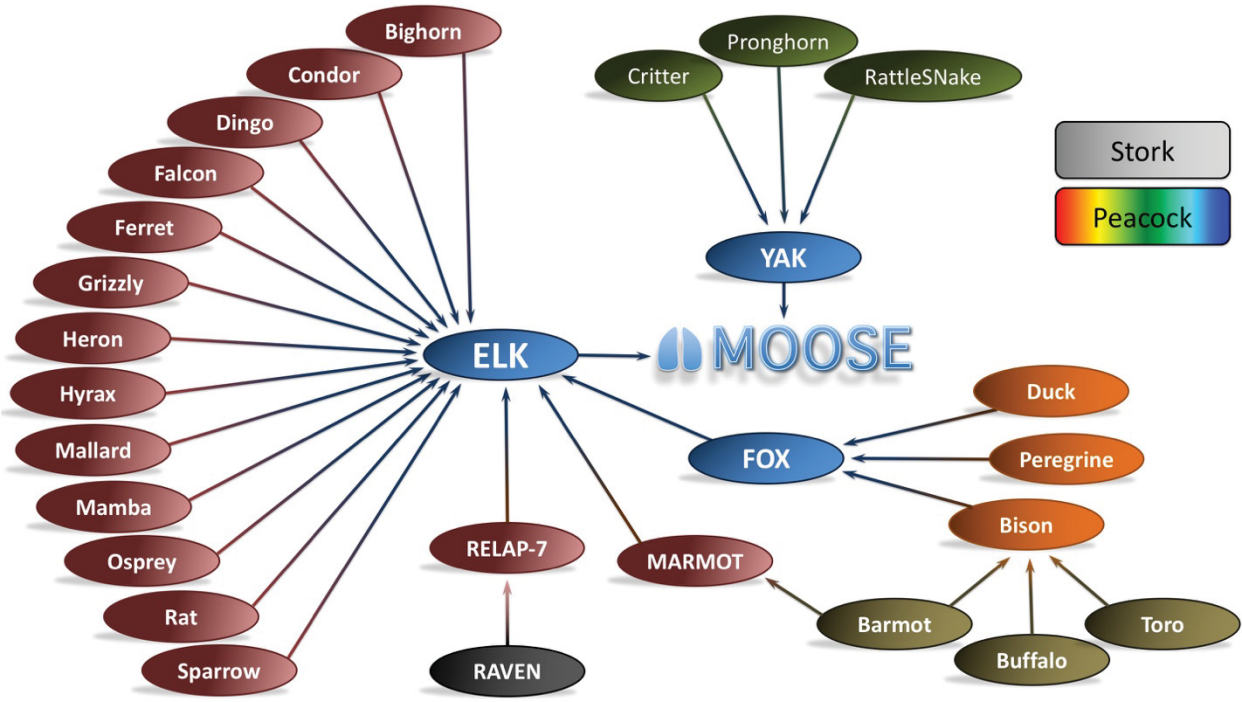 Bighorn
Pronghorn
Condor
Critter
RattleSNake
Dingo
Stork
Falcon
Peacock
Ferret
YAK
Grizzly
Heron
ELK
MOOSE
Hyrax
Duck
Mallard
FOX
Peregrine
Mamba
Bison
RELAP-7
Osprey
MARMOT
Rat
Barmot
Toro
Buffalo
Sparrow
RAVEN